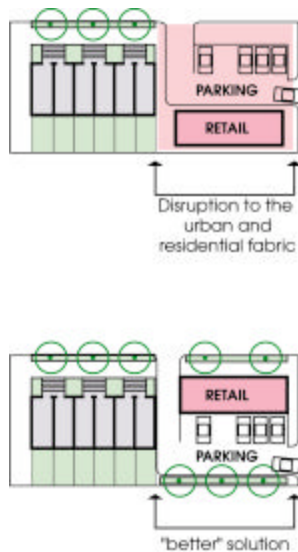 PARKING
RETAIL
Disruption to the
urban and
residential fabric
RETAIL
PARKING
"better" solution